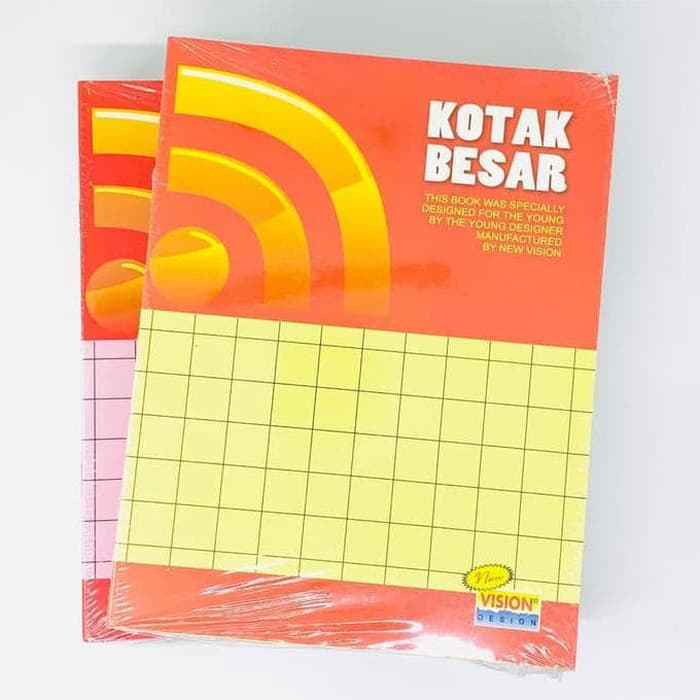 KOTAK
BESAR
THIS BOOK WAS SPECIALLY
DESIGNED FOR THE YOUNG
BY THE YOUNG DESIGNER
MANUFACTURED
BY NEW VISION
New
VISION®
DESIGN